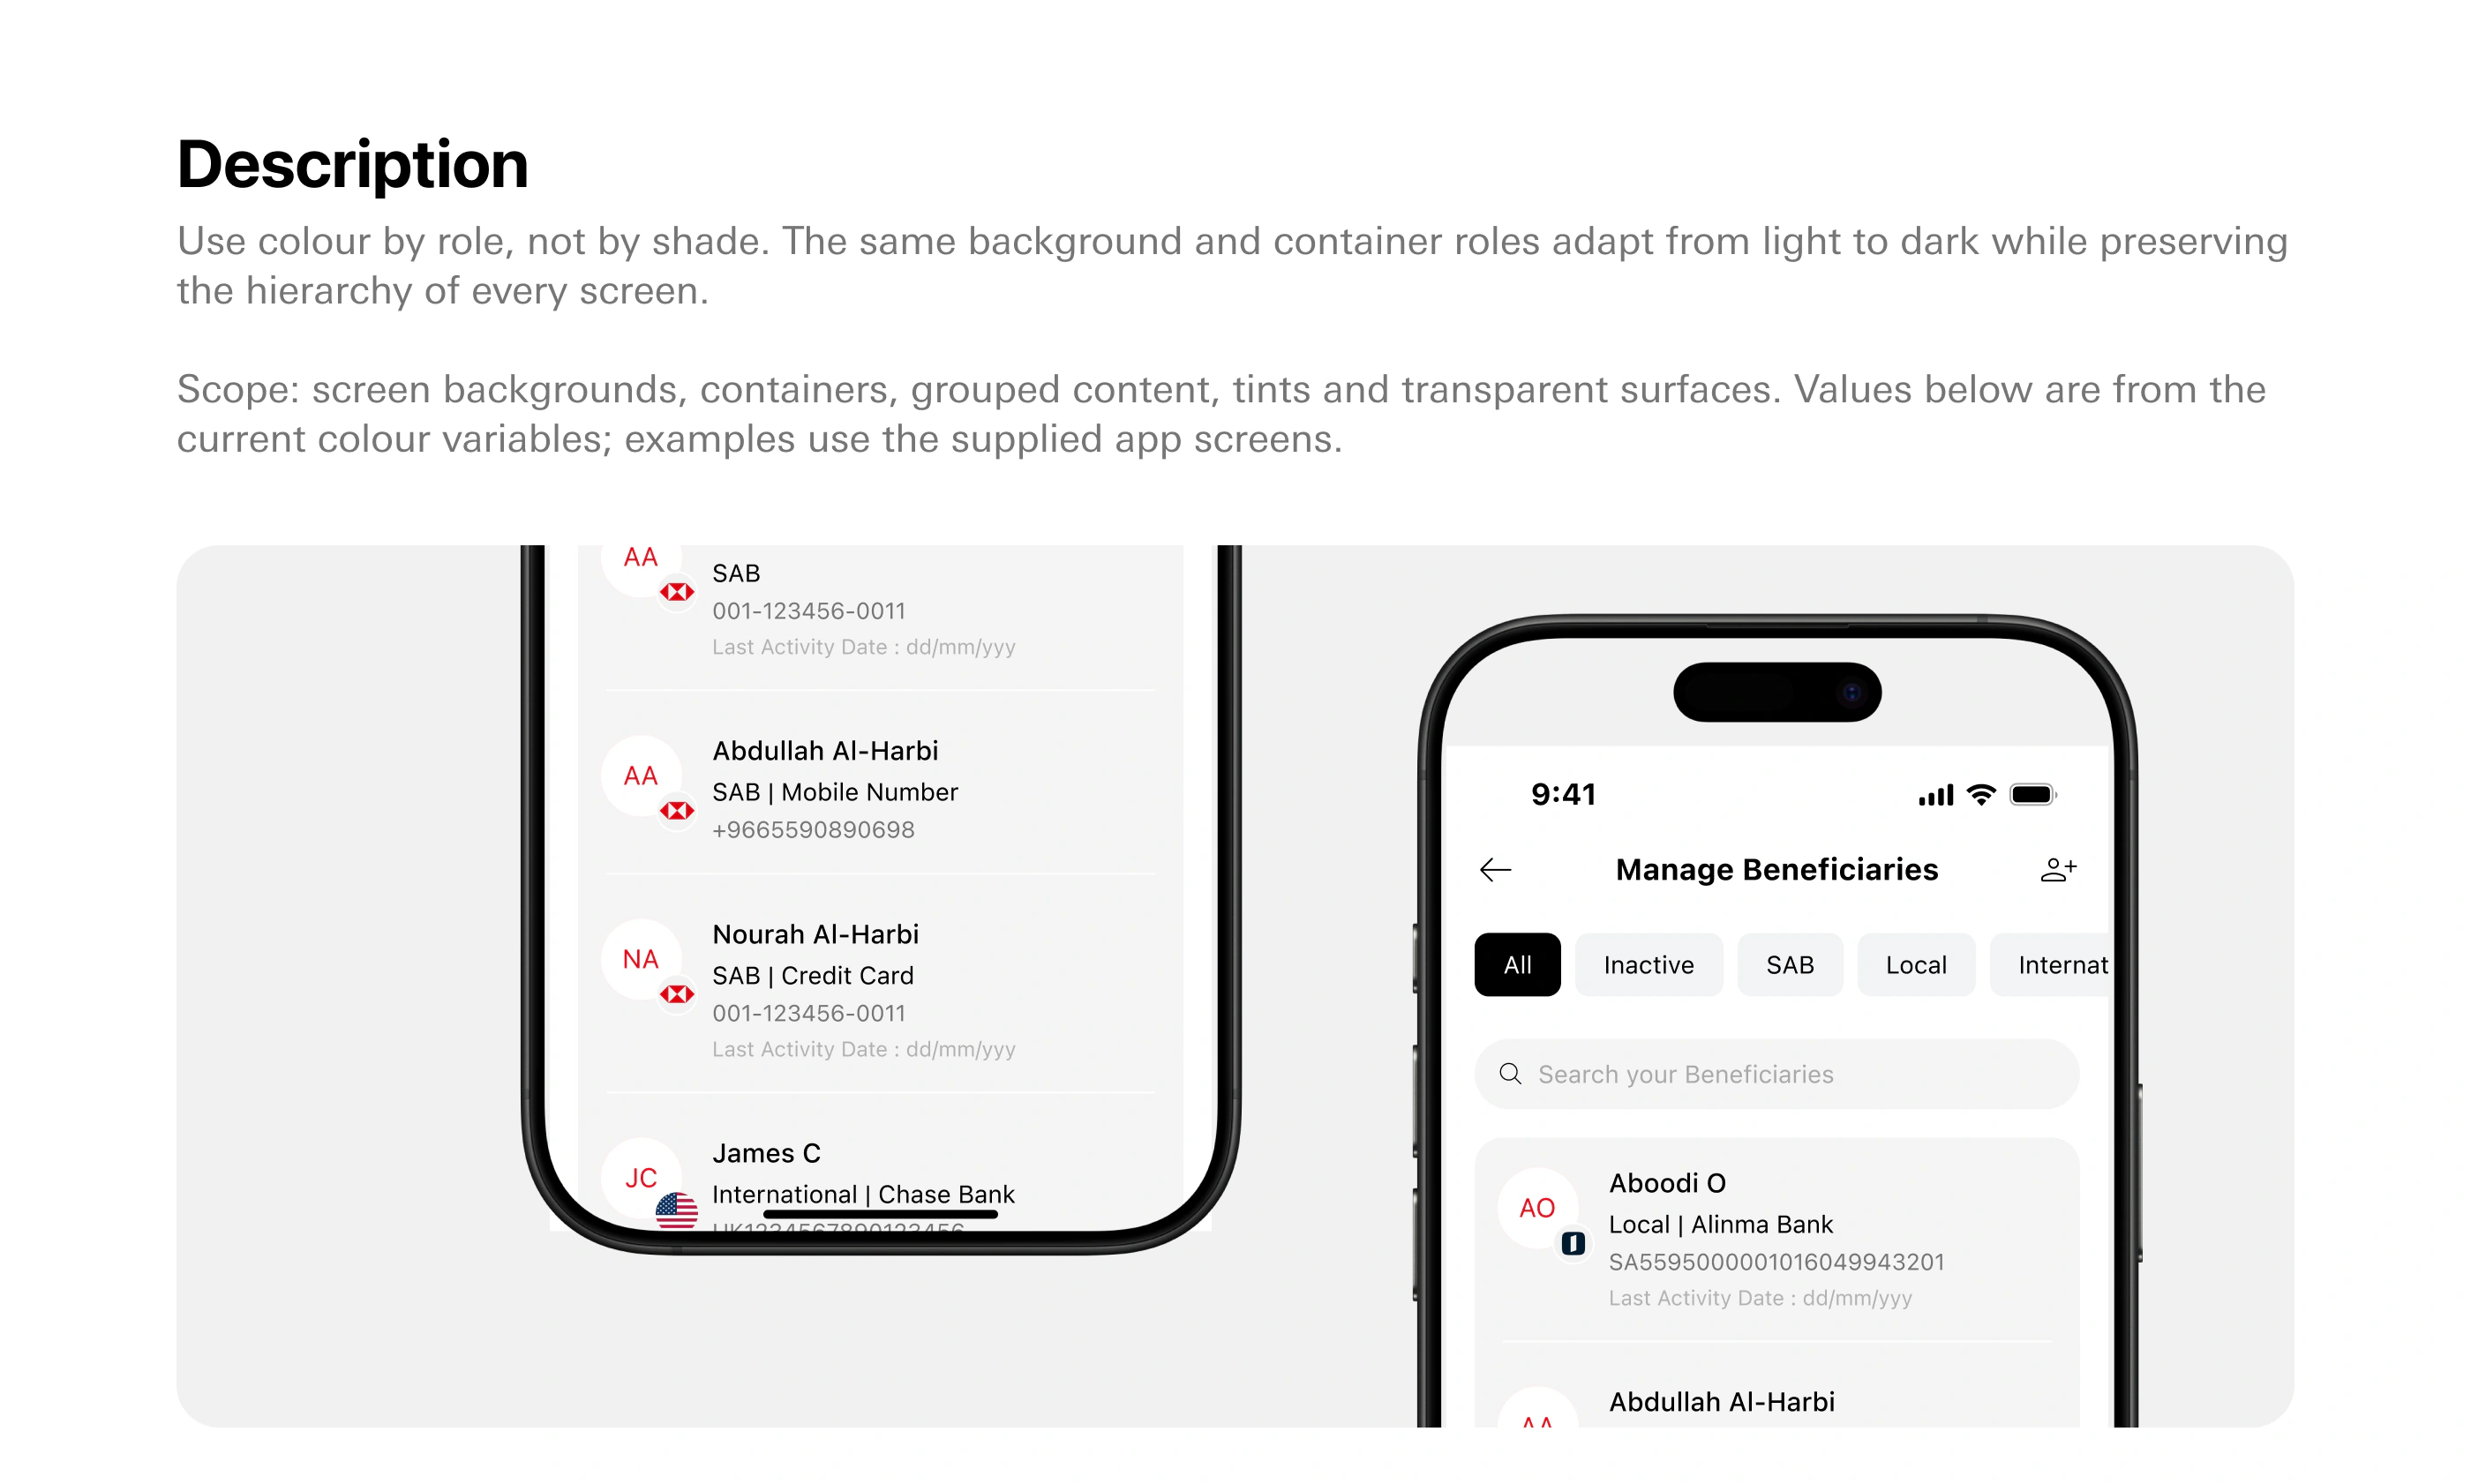 Description
Use colour by role, not by shade. The same background and container roles adapt from light to dark while preserving
the hierarchy of every screen.
Scope: screen backgrounds, containers, grouped content, tints and transparent surfaces. Values below are from the
current colour variables; examples use the supplied app screens.
AA
SAB
001-123456-0011
Last Activity Date : dd/mm/yyy
AA
Abdullah Al-Harbi
SAB | Mobile Number
+9665590890698
NA
Nourah Al-Harbi
SAB | Credit Card
001-123456-0011
Last Activity Date : dd/mm/yyy
JC
James C
International | Chase Bank
9:41
Manage Beneficiaries
All Inactive SAB Local Internat
Search your Beneficiaries
AO
Aboodi O
Local | Alinma Bank
SA5595000001016049943201
Last Activity Date : dd/mm/yyy
AA
Abdullah Al-Harbi